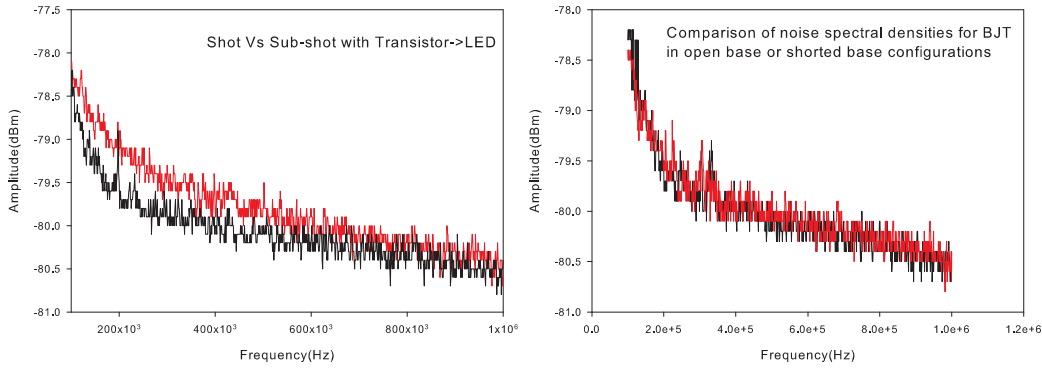 Shot Vs Sub-shot with Transistor->LED
Amplitude(dBm)
-77.5
-78.0
-78.5
-79.0
-79.5
-80.0
-80.5
-81.0
200x10³ 400x10³ 600x10³ 800x10³ 1x10⁶
Frequency(Hz)
Comparison of noise spectral densities for BJT
in open base or shorted base configurations
Amplitude(dBm)
-78.0
-78.5
-79.0
-79.5
-80.0
-80.5
-81.0
0.0 2.0e+5 4.0e+5 6.0e+5 8.0e+5 1.0e+6 1.2e+6
Frequency(Hz)